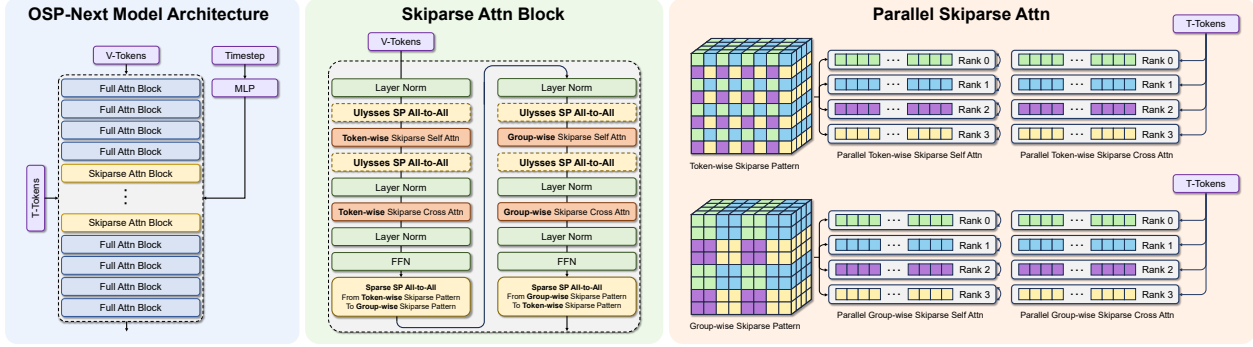 OSP-Next Model Architecture
V-Tokens
Timestep
MLP
Full Attn Block
Full Attn Block
Full Attn Block
Full Attn Block
Skiparse Attn Block
T-Tokens
Skiparse Attn Block
Full Attn Block
Full Attn Block
Full Attn Block
Full Attn Block
Skiparse Attn Block
V-Tokens
Layer Norm
Ulysses SP All-to-All
Token-wise Skiparse Self Attn
Ulysses SP All-to-All
Layer Norm
Token-wise Skiparse Cross Attn
Layer Norm
FFN
Sparse SP All-to-All
From Token-wise Skiparse Pattern
To Group-wise Skiparse Pattern
Layer Norm
Ulysses SP All-to-All
Group-wise Skiparse Self Attn
Ulysses SP All-to-All
Layer Norm
Group-wise Skiparse Cross Attn
Layer Norm
FFN
Sparse SP All-to-All
From Group-wise Skiparse Pattern
To Token-wise Skiparse Pattern
Parallel Skiparse Attn
T-Tokens
Rank 0
Rank 1
Rank 2
Rank 3
Rank 0
Rank 1
Rank 2
Rank 3
Token-wise Skiparse Pattern
Parallel Token-wise Skiparse Self Attn
Parallel Token-wise Skiparse Cross Attn
T-Tokens
Rank 0
Rank 1
Rank 2
Rank 3
Rank 0
Rank 1
Rank 2
Rank 3
Group-wise Skiparse Pattern
Parallel Group-wise Skiparse Self Attn
Parallel Group-wise Skiparse Cross Attn